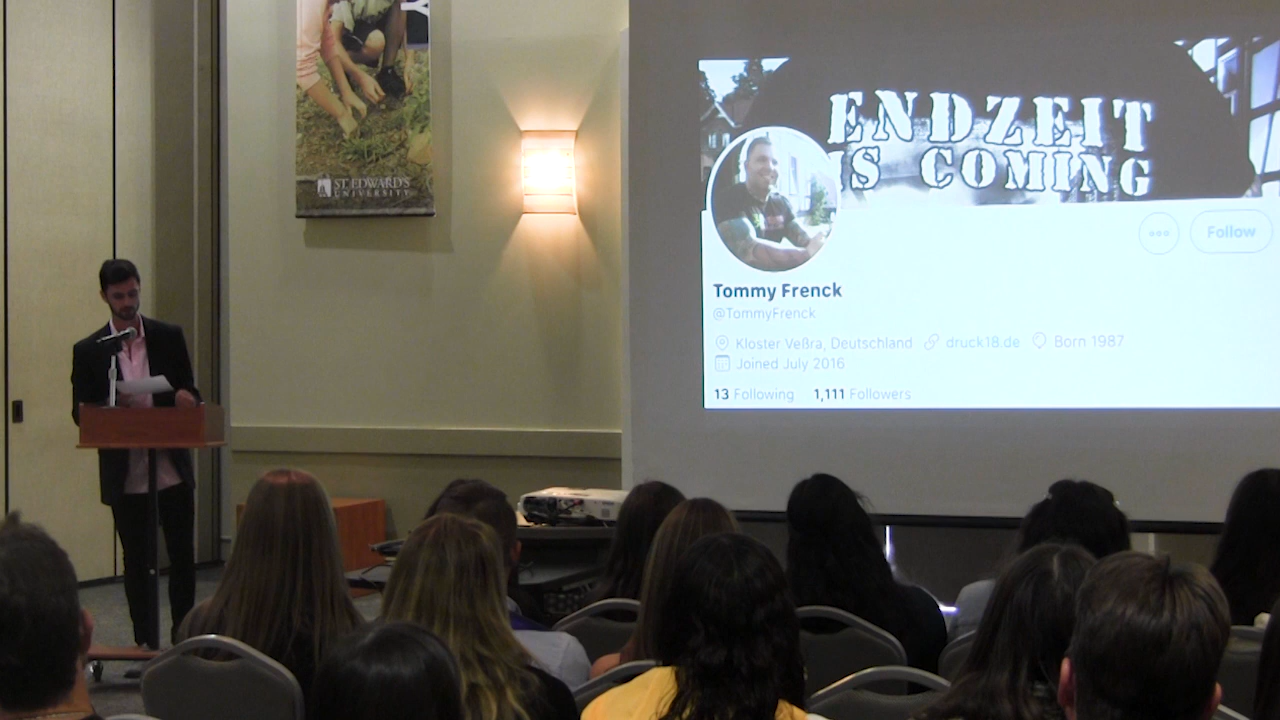 ST. EDWARD'S
UNIVERSITY
ENDZEIT
IS COMING
Follow
Tommy Frenck
@TommyFrenck
Kloster Veßra, Deutschland druck18.de Born 1987
Joined July 2016
13 Following 1,111 Followers